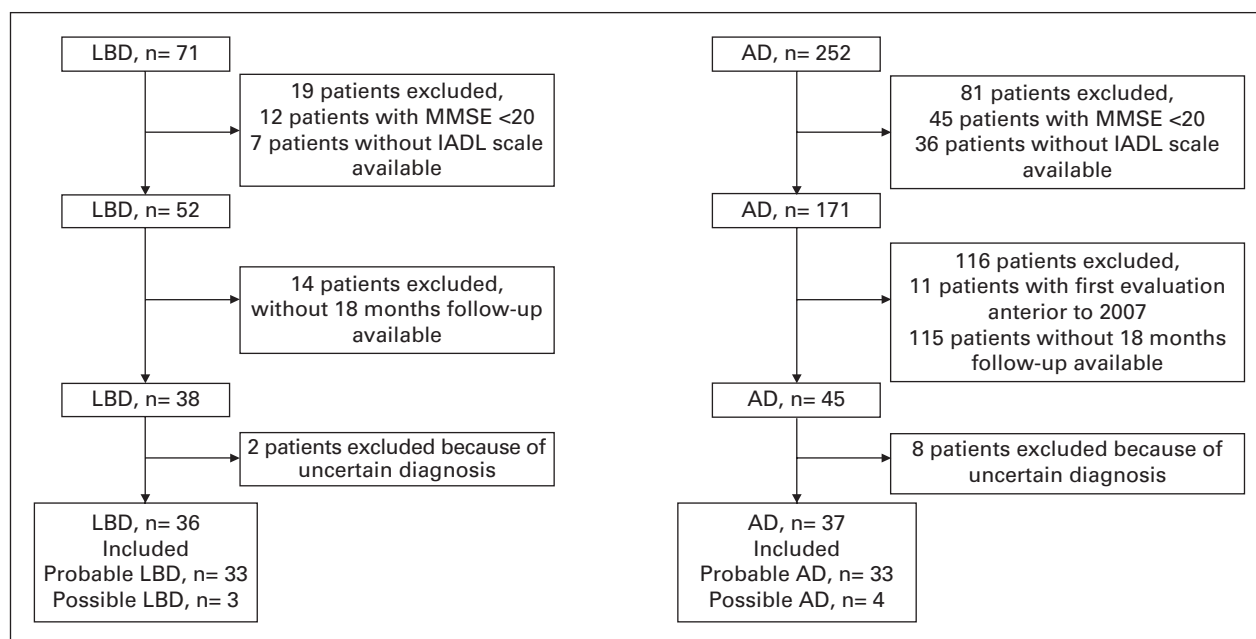 LBD, n= 71
19 patients excluded,
12 patients with MMSE <20
7 patients without IADL scale
available
LBD, n= 52
14 patients excluded,
without 18 months follow-up
available
LBD, n= 38
2 patients excluded because of
uncertain diagnosis
LBD, n= 36
Included
Probable LBD, n= 33
Possible LBD, n= 3
AD, n= 252
81 patients excluded,
45 patients with MMSE <20
36 patients without IADL scale
available
AD, n= 171
116 patients excluded,
11 patients with first evaluation
anterior to 2007
115 patients without 18 months
follow-up available
AD, n= 45
8 patients excluded because of
uncertain diagnosis
AD, n= 37
Included
Probable AD, n= 33
Possible AD, n= 4